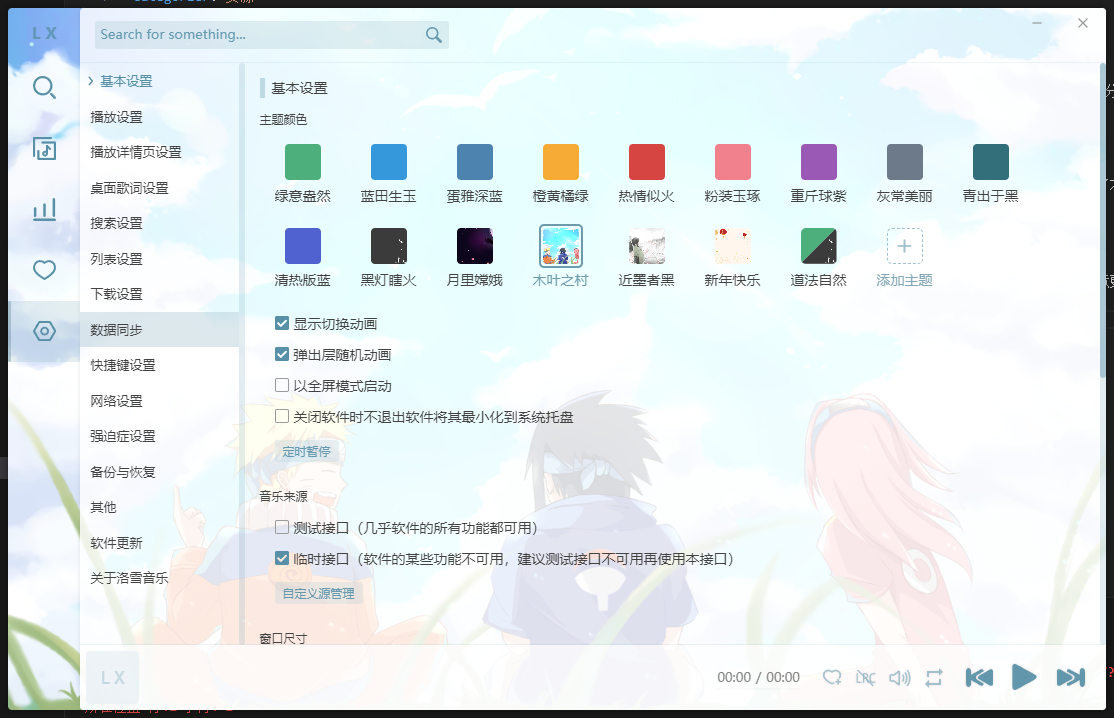 LX
Search for something...
基本设置
播放设置
播放详情页设置
桌面歌词设置
搜索设置
列表设置
下载设置
数据同步
快捷键设置
网络设置
强迫症设置
备份与恢复
其他
软件更新
关于洛雪音乐
基本设置
主题颜色
绿意盎然 蓝田生玉 蛋雅深蓝 橙黄橘绿 热情似火 粉装玉琢 重斤球紫 灰常美丽 青出于黑
清热版蓝 黑灯瞎火 月里嫦娥 木叶之村 近墨者黑 新年快乐 道法自然 添加主题
显示切换动画
弹出层随机动画
以全屏模式启动
关闭软件时不退出软件将其最小化到系统托盘
定时暂停
音乐来源
测试接口（几乎软件的所有功能都可用）
临时接口（软件的某些功能不可用，建议测试接口不可用再使用本接口）
自定义源管理
窗口尺寸
LX
00:00 / 00:00
LRC